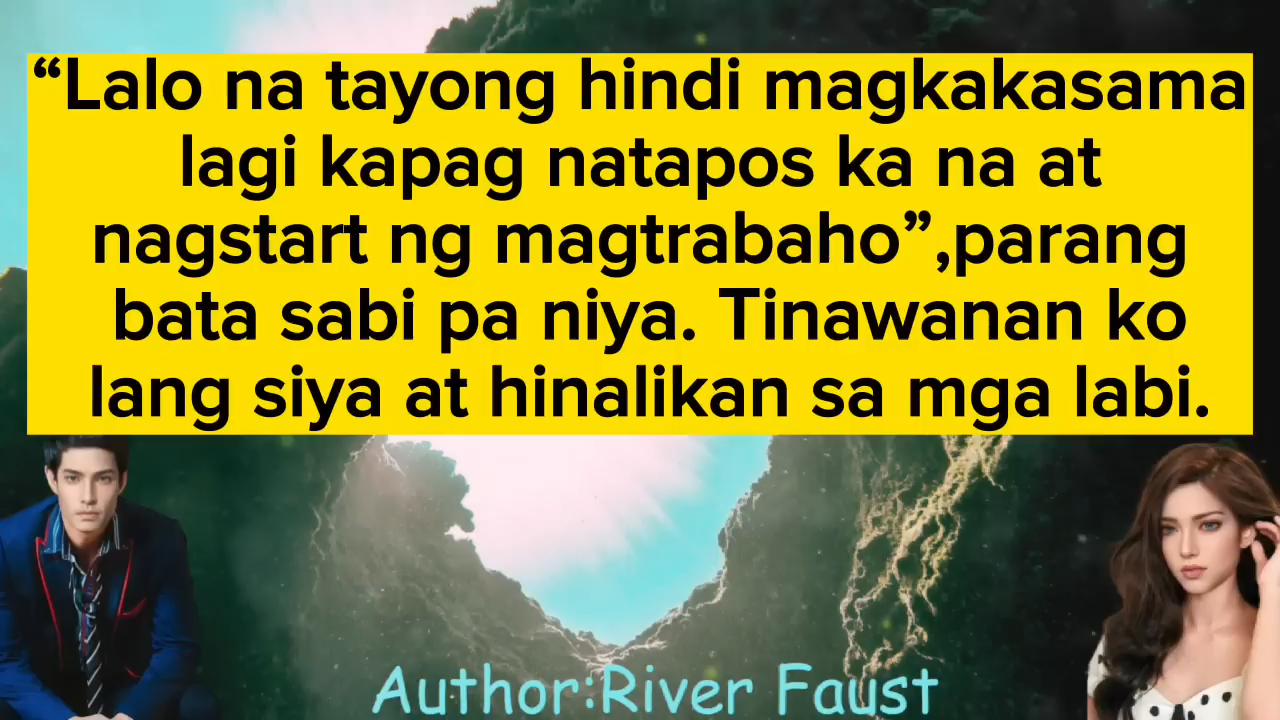 “Lalo na tayong hindi magkakasama
lagi kapag natapos ka na at
nagstart ng magtrabaho”,parang
bata sabi pa niya. Tinawanan ko
lang siya at hinalikan sa mga labi.
Author:River Faust